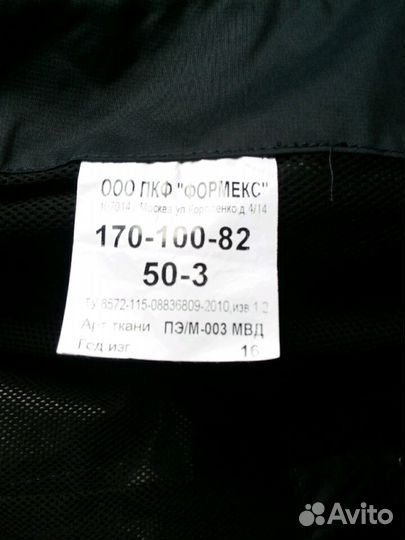 ООО ПКФ "ФОРМЕКС"
107014 Москва ул.Короленко д.4/14
170-100-82
50-3
ТУ 8572-115-08836809-2010,изв 1,2
Арт ткани ПЭ/М-003 МВД
Год изг. 16
Avito